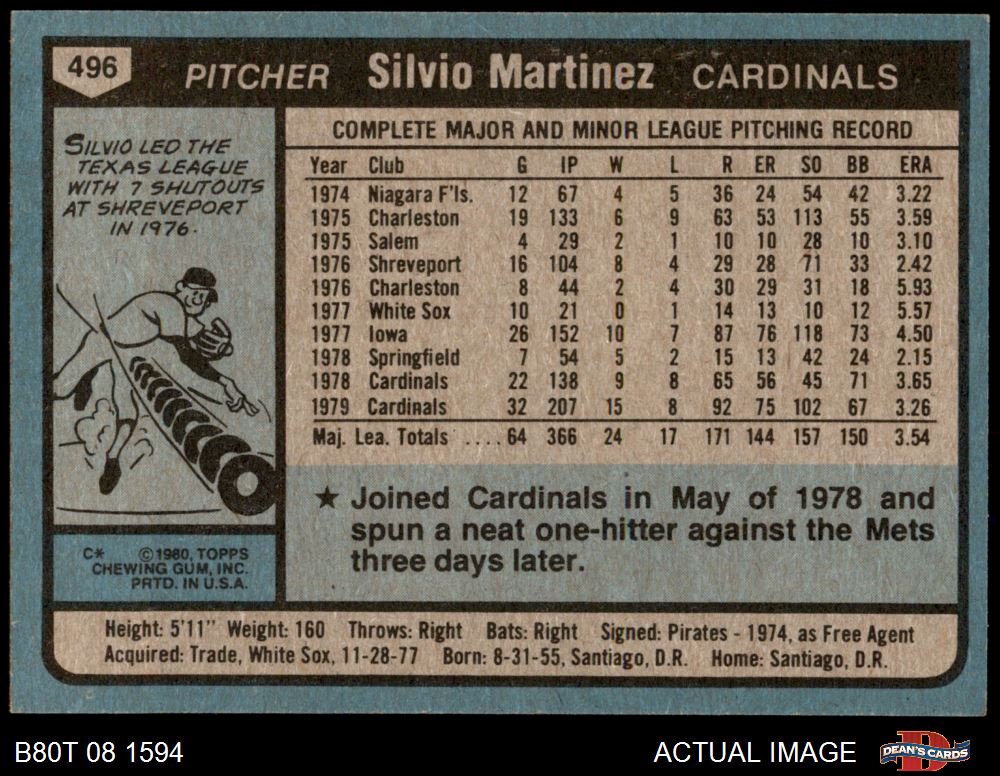 496 PITCHER Silvio Martinez CARDINALS
SILVIO LED THE
TEXAS LEAGUE
WITH 7 SHUTOUTS
AT SHREVEPORT
IN 1976.
COMPLETE MAJOR AND MINOR LEAGUE PITCHING RECORD
Year Club G IP W L R ER SO BB ERA
1974 Niagara F'ls. 12 67 4 5 36 24 54 42 3.22
1975 Charleston 19 133 6 9 63 53 113 55 3.59
1975 Salem 4 29 2 1 10 10 28 10 3.10
1976 Shreveport 16 104 8 4 29 28 71 33 2.42
1976 Charleston 8 44 2 4 30 29 31 18 5.93
1977 White Sox 10 21 0 1 14 13 10 12 5.57
1977 Iowa 26 152 10 7 87 76 118 73 4.50
1978 Springfield 7 54 5 2 15 13 42 24 2.15
1978 Cardinals 22 138 9 8 65 56 45 71 3.65
1979 Cardinals 32 207 15 8 92 75 102 67 3.26
Maj. Lea. Totals .... 64 366 24 17 171 144 157 150 3.54
★ Joined Cardinals in May of 1978 and
spun a neat one-hitter against the Mets
three days later.
C* ©1980, TOPPS
CHEWING GUM, INC.
PRTD. IN U.S.A.
Height: 5'11" Weight: 160 Throws: Right Bats: Right Signed: Pirates - 1974, as Free Agent
Acquired: Trade, White Sox, 11-28-77 Born: 8-31-55, Santiago, D.R. Home: Santiago, D.R.
B80T 08 1594 ACTUAL IMAGE DEAN'S CARDS